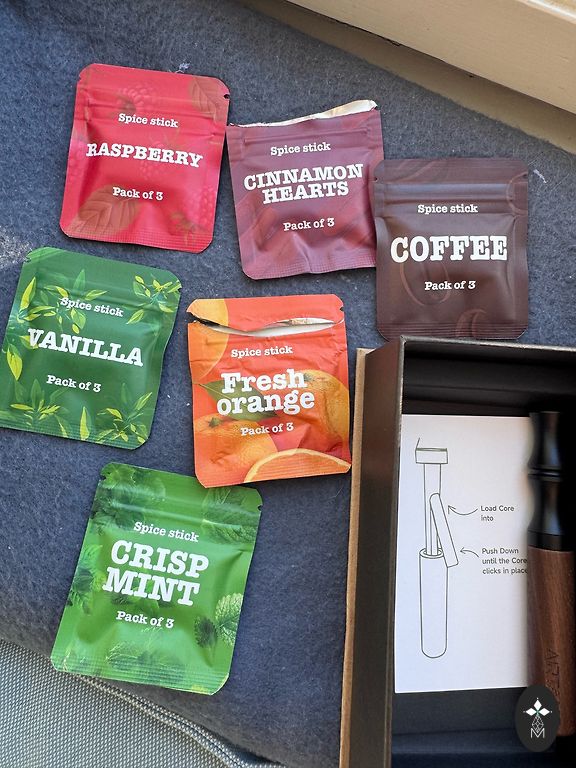 Spice stick
RASPBERRY
Pack of 3
Spice stick
CINNAMON
HEARTS
Pack of 3
Spice stick
COFFEE
Pack of 3
Spice stick
VANILLA
Pack of 3
Spice stick
Fresh
orange
Pack of 3
Spice stick
CRISP
MINT
Pack of 3
Load Core
into
Push Down
until the Core
clicks in place